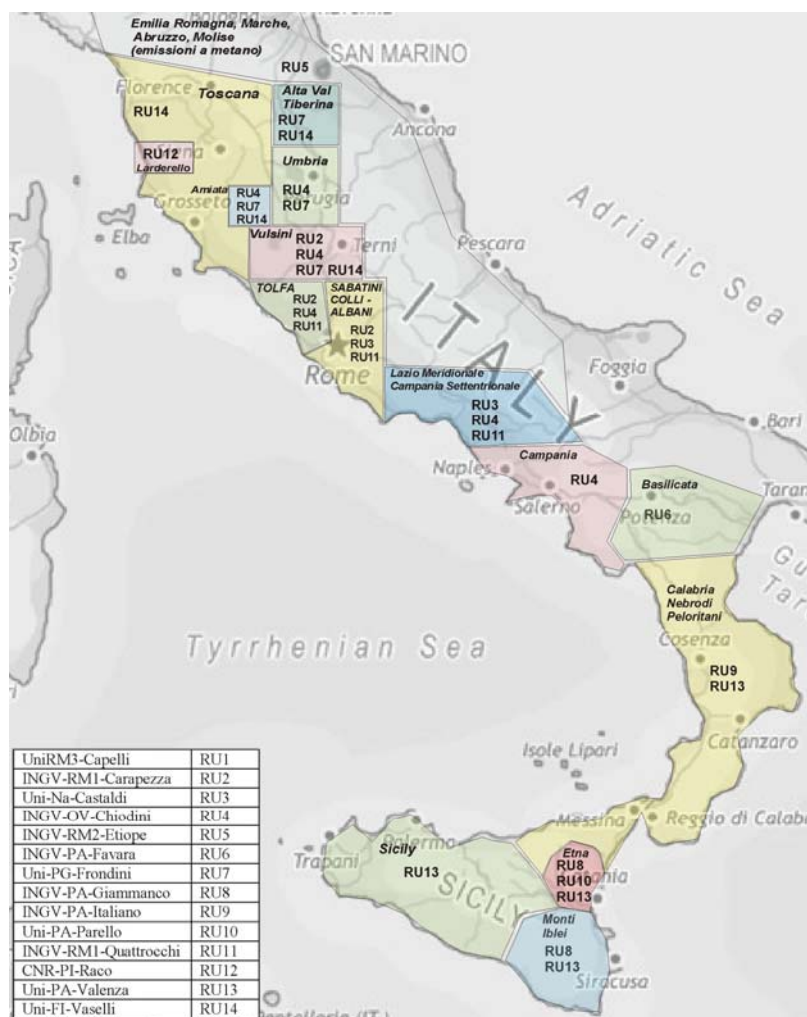 Emilia Romagna, Marche,
Abruzzo, Molise
(emissioni a metano)
SAN MARINO
RU5
Florence
Toscana
RU14
Alta Val
Tiberina
RU7
RU14
Ancona
RU12
Siena
Larderello
Umbria
RU4
RU7
Amiata
RU4
RU7
RU14
Grosseto
Elba
Vulsini
RU2
RU4
RU7 RU14
Terni
Pescara
Adriatic Sea
ITALY
TOLFA
RU2
RU4
RU11
SABATINI
COLLI -
ALBANI
RU2
RU3
RU11
Rome
Foggia
Lazio Meridionale
Campania Settentrionale
RU3
RU4
RU11
Bari
Olbia
Campania
RU4
Naples
Salerno
Basilicata
RU6
Potenza
Calabria
Nebrodi
Peloritani
Cosenza
RU9
RU13
Tyrrhenian Sea
Catanzaro
Isole Lipari
Messina
Reggio di Calab
Trapani
Palermo
Sicily
RU13
SICILY
Etna
RU8
RU10
RU13
Monti
Iblei
RU8
RU13
Siracusa
UniRM3-Capelli RU1
INGV-RM1-Carapezza RU2
Uni-Na-Castaldi RU3
INGV-OV-Chiodini RU4
INGV-RM2-Etiope RU5
INGV-PA-Favara RU6
Uni-PG-Frondini RU7
INGV-PA-Giammanco RU8
INGV-PA-Italiano RU9
Uni-PA-Parello RU10
INGV-RM1-Quattrocchi RU11
CNR-PI-Raco RU12
Uni-PA-Valenza RU13
Uni-FI-Vaselli RU14